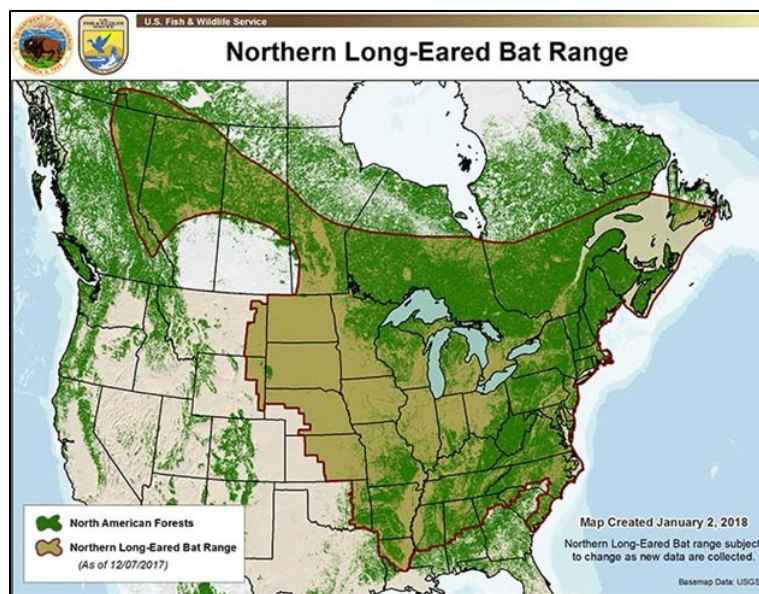 U.S. Fish & Wildlife Service
Northern Long-Eared Bat Range
North American Forests
Northern Long-Eared Bat Range
(As of 12/07/2017)
Map Created January 2, 2018
Northern Long-Eared Bat range subject
to change as new data are collected.
Basemap Data: USGS